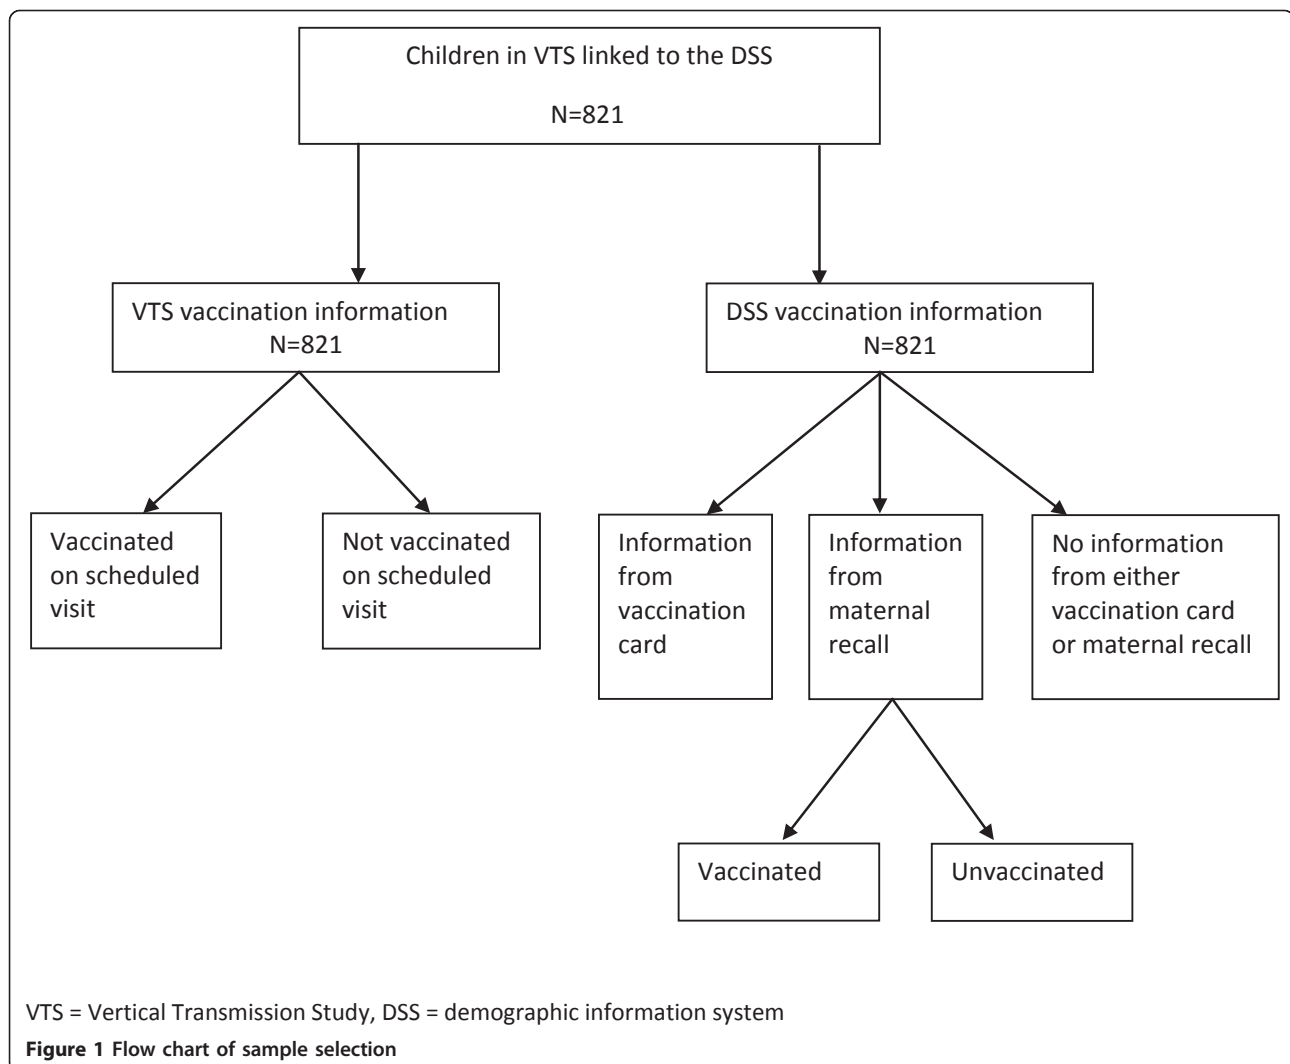 Children in VTS linked to the DSS
N=821
VTS vaccination information
N=821
DSS vaccination information
N=821
Vaccinated
on scheduled
visit
Not vaccinated
on scheduled
visit
Information
from
vaccination
card
Information
from
maternal
recall
No information
from either
vaccination card
or maternal recall
Vaccinated
Unvaccinated
VTS = Vertical Transmission Study, DSS = demographic information system
Figure 1 Flow chart of sample selection